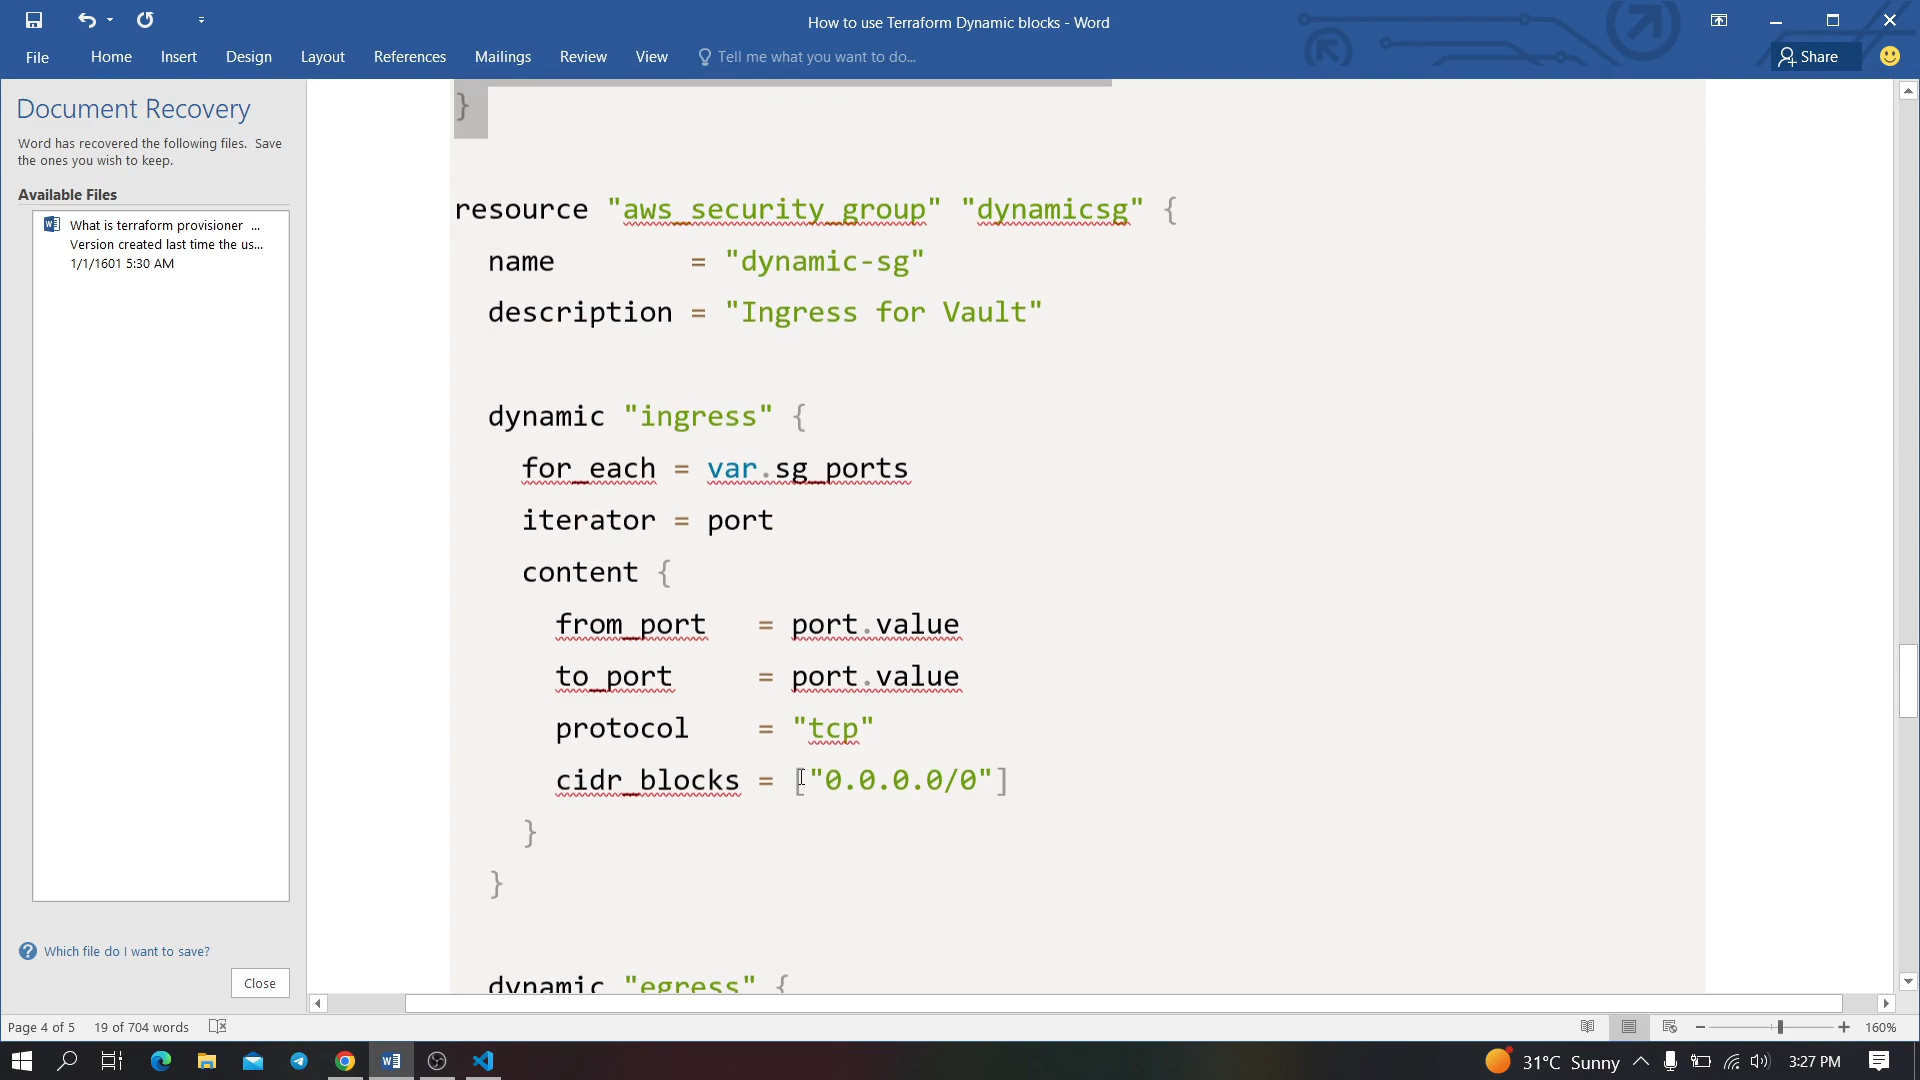 How to use Terraform Dynamic blocks - Word
File Home Insert Design Layout References Mailings Review View Tell me what you want to do... Share
Document Recovery
Word has recovered the following files. Save
the ones you wish to keep.
Available Files
What is terraform provisioner ...
Version created last time the us...
1/1/1601 5:30 AM
Which file do I want to save?
Close
}
resource "aws_security_group" "dynamicsg" {
name = "dynamic-sg"
description = "Ingress for Vault"
dynamic "ingress" {
for_each = var.sg_ports
iterator = port
content {
from_port = port.value
to_port = port.value
protocol = "tcp"
cidr_blocks = ["0.0.0.0/0"]
}
}
dynamic "egress" {
Page 4 of 5 19 of 704 words 160%
31°C Sunny 3:27 PM